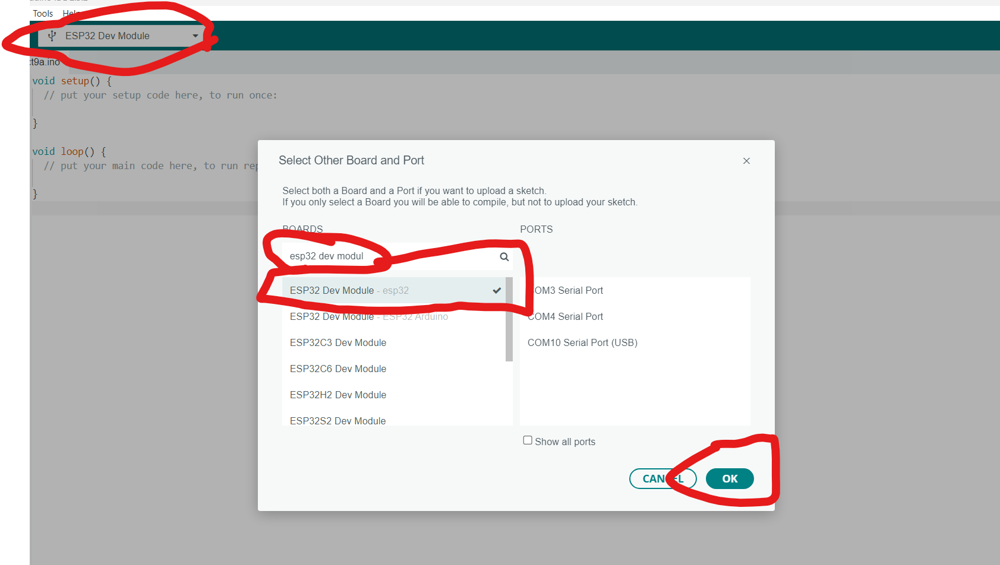 Tools Help
ESP32 Dev Module
ct9a.ino
void setup() {
// put your setup code here, to run once:
}
void loop() {
// put your main code here, to run rep
}
Select Other Board and Port
Select both a Board and a Port if you want to upload a sketch.
If you only select a Board you will be able to compile, but not to upload your sketch.
BOARDS
esp32 dev modul
ESP32 Dev Module - esp32
ESP32 Dev Module - ESP32 Arduino
ESP32C3 Dev Module
ESP32C6 Dev Module
ESP32H2 Dev Module
ESP32S2 Dev Module
PORTS
COM3 Serial Port
COM4 Serial Port
COM10 Serial Port (USB)
Show all ports
CANCEL
OK